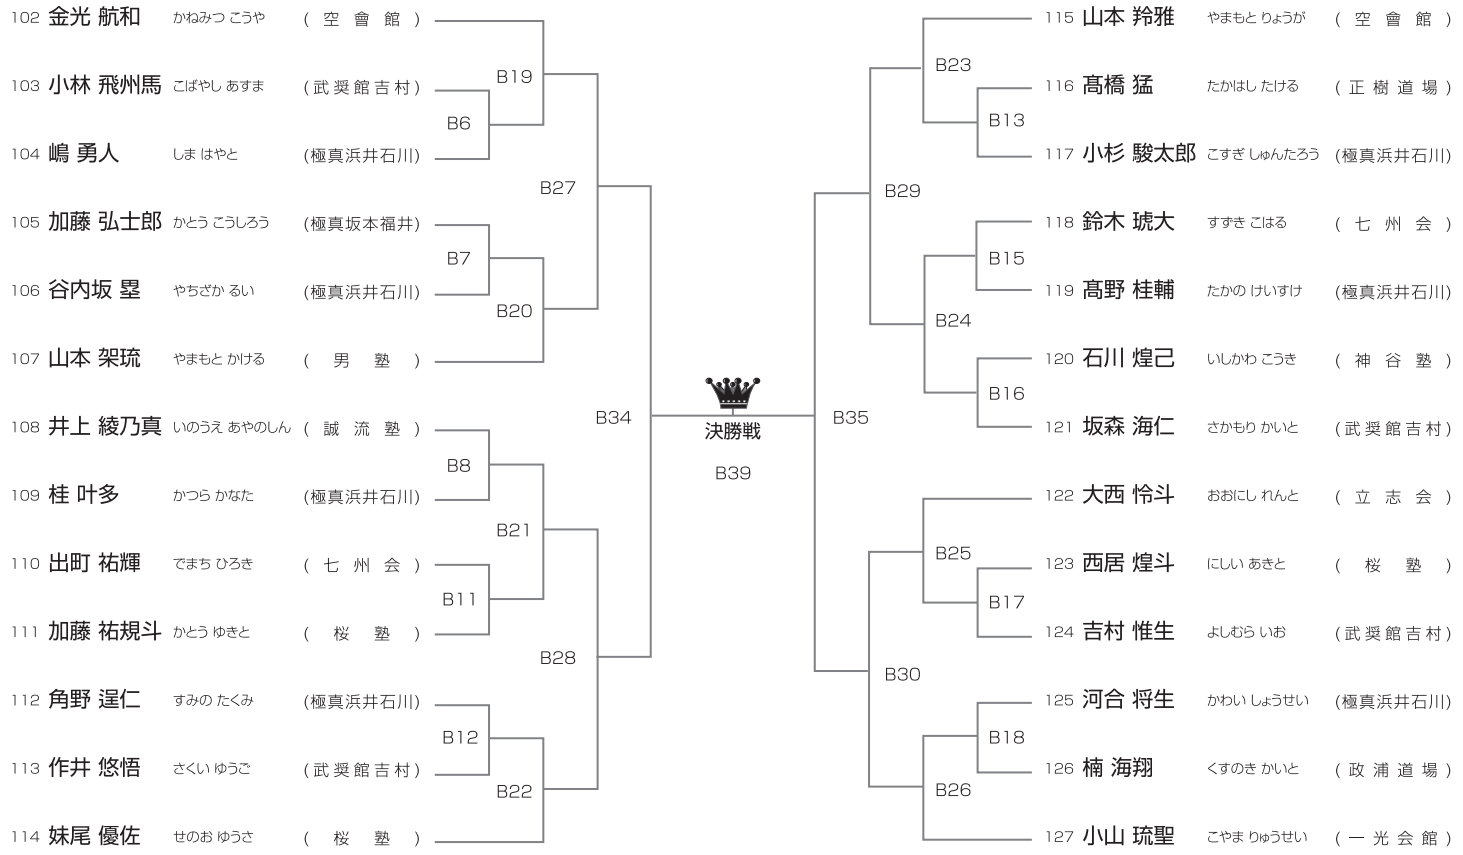 102 金光 航和 かねみつ こうや (空會館)
103 小林 飛州馬 こばやし あすま (武奨館吉村)
104 嶋 勇人 しま はやと (極真浜井石川)
105 加藤 弘士郎 かとう こうしろう (極真坂本福井)
106 谷内坂 塁 やちざか るい (極真浜井石川)
107 山本 架琉 やまもと かける (男塾)
108 井上 綾乃真 いのうえ あやのしん (誠流塾)
109 桂 叶多 かつら かなた (極真浜井石川)
110 出町 祐輝 でまち ひろき (七州会)
111 加藤 祐規斗 かとう ゆきと (桜塾)
112 角野 逞仁 すみの たくみ (極真浜井石川)
113 作井 悠悟 さくい ゆうご (武奨館吉村)
114 妹尾 優佐 せのお ゆうさ (桜塾)
B19
B6
B27
B7
B20
B34
B8
B21
B11
B28
B12
B22
決勝戦
B39
B23
B13
B29
B15
B24
B16
B35
B25
B17
B30
B18
B26
115 山本 羚雅 やまもと りょうが (空會館)
116 髙橋 猛 たかはし たける (正樹道場)
117 小杉 駿太郎 こすぎ しゅんたろう (極真浜井石川)
118 鈴木 琥大 すずき こはる (七州会)
119 髙野 桂輔 たかの けいすけ (極真浜井石川)
120 石川 煌己 いしかわ こうき (神谷塾)
121 坂森 海仁 さかもり かいと (武奨館吉村)
122 大西 怜斗 おおにし れんと (立志会)
123 西居 煌斗 にしい あきと (桜塾)
124 吉村 惟生 よしむら いお (武奨館吉村)
125 河合 将生 かわい しょうせい (極真浜井石川)
126 楠 海翔 くすのき かいと (政浦道場)
127 小山 琉聖 こやま りゅうせい (一光会館)